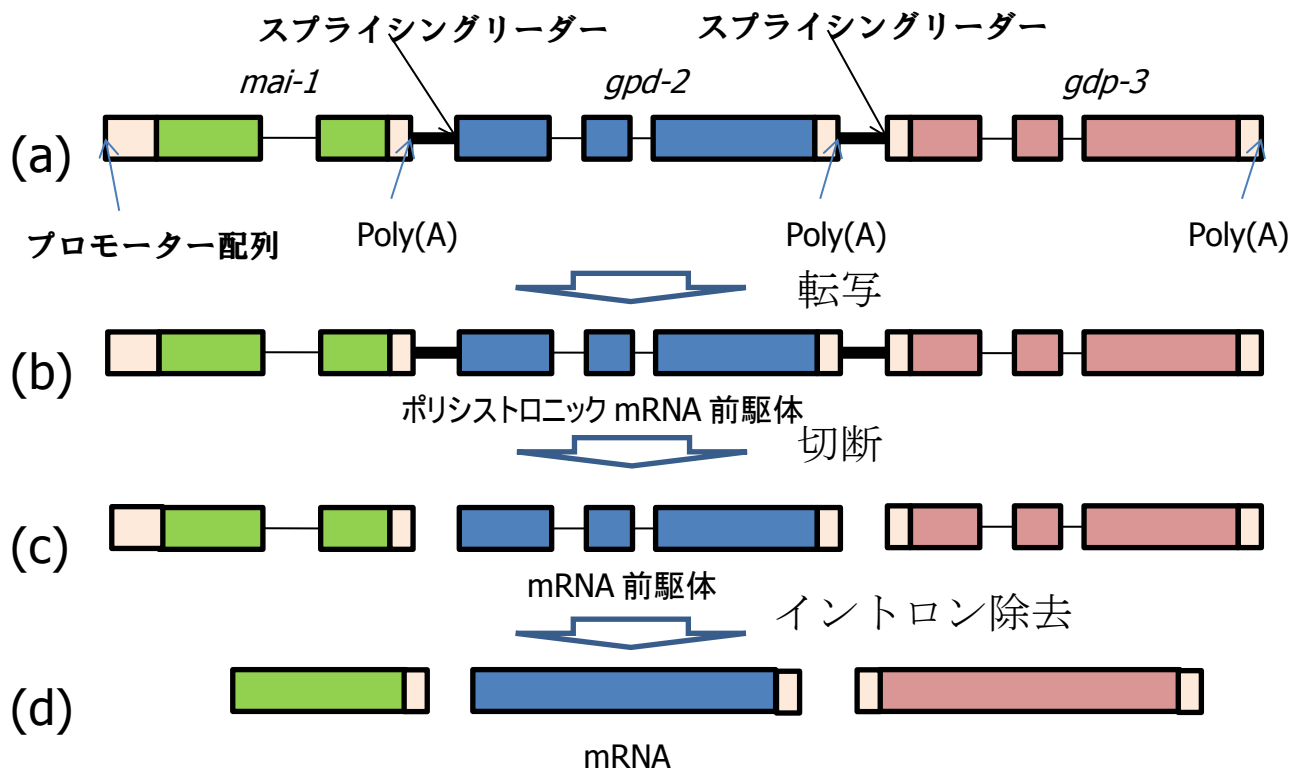 スプライシングリーダー
スプライシングリーダー
mai-1
gpd-2
gdp-3
(a)
プロモーター配列
Poly(A)
Poly(A)
Poly(A)
転写
(b)
ポリシストロニック mRNA 前駆体
切断
(c)
mRNA 前駆体
イントロン除去
(d)
mRNA